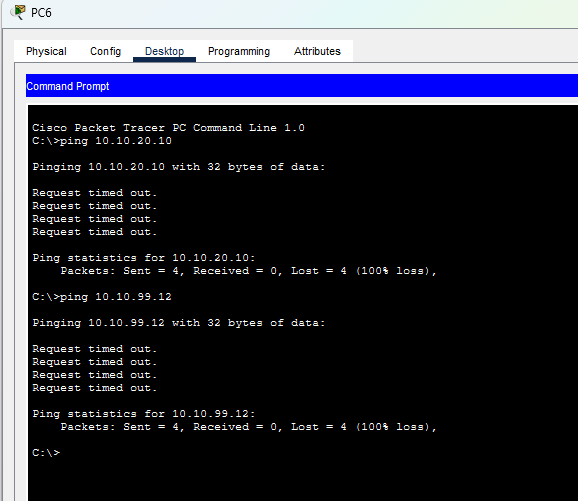 PC6
Physical Config Desktop Programming Attributes
Command Prompt
Cisco Packet Tracer PC Command Line 1.0
C:\>ping 10.10.20.10
Pinging 10.10.20.10 with 32 bytes of data:
Request timed out.
Request timed out.
Request timed out.
Request timed out.
Ping statistics for 10.10.20.10:
Packets: Sent = 4, Received = 0, Lost = 4 (100% loss),
C:\>ping 10.10.99.12
Pinging 10.10.99.12 with 32 bytes of data:
Request timed out.
Request timed out.
Request timed out.
Request timed out.
Ping statistics for 10.10.99.12:
Packets: Sent = 4, Received = 0, Lost = 4 (100% loss),
C:\>